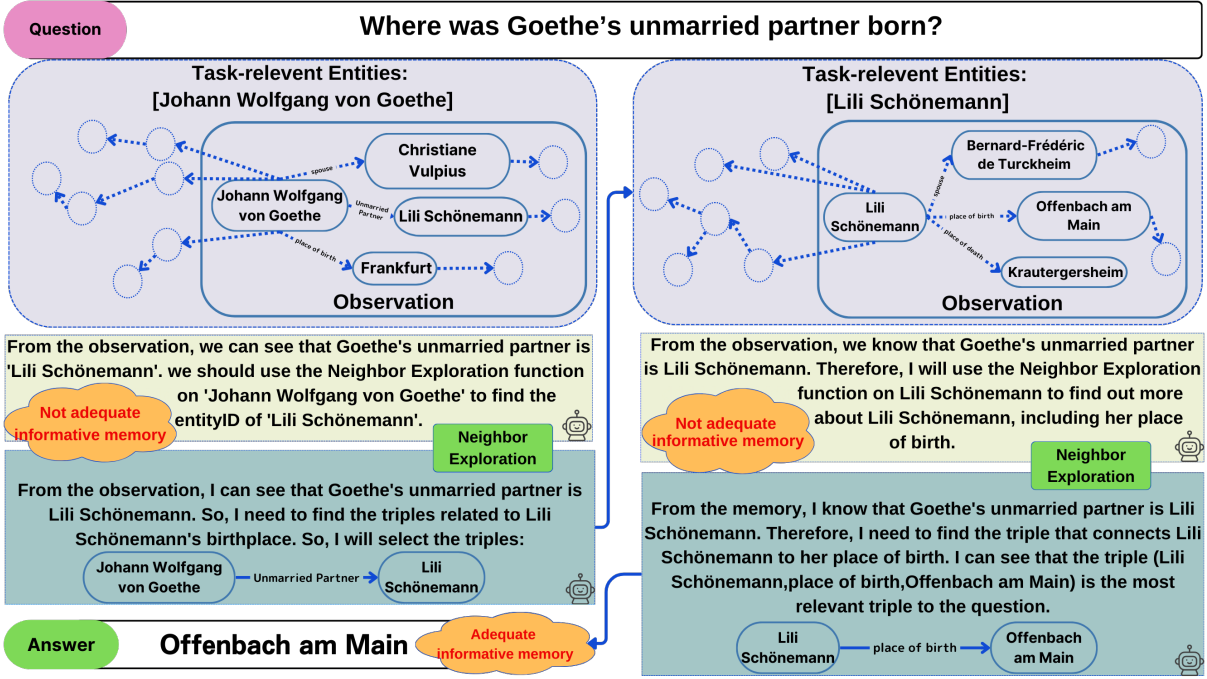 Question
Where was Goethe’s unmarried partner born?
Task-relevent Entities:
[Johann Wolfgang von Goethe]
Christiane
Vulpius
spouse
Johann Wolfgang
von Goethe
Unmarried
Partner
Lili Schönemann
place of birth
Frankfurt
Observation
From the observation, we can see that Goethe's unmarried partner is
'Lili Schönemann'. we should use the Neighbor Exploration function
on 'Johann Wolfgang von Goethe' to find the
entityID of 'Lili Schönemann'.
Not adequate
informative memory
Neighbor
Exploration
From the observation, I can see that Goethe's unmarried partner is
Lili Schönemann. So, I need to find the triples related to Lili
Schönemann's birthplace. So, I will select the triples:
Johann Wolfgang
von Goethe
Unmarried Partner
Lili
Schönemann
Task-relevent Entities:
[Lili Schönemann]
Bernard-Frédéric
de Turckheim
spouse
Lili
Schönemann
place of birth
Offenbach am
Main
place of death
Krautergersheim
Observation
From the observation, we know that Goethe's unmarried partner
is Lili Schönemann. Therefore, I will use the Neighbor Exploration
function on Lili Schönemann to find out more
about Lili Schönemann, including her place
of birth.
Not adequate
informative memory
Neighbor
Exploration
From the memory, I know that Goethe's unmarried partner is Lili
Schönemann. Therefore, I need to find the triple that connects Lili
Schönemann to her place of birth. I can see that the triple (Lili
Schönemann,place of birth,Offenbach am Main) is the most
relevant triple to the question.
Lili
Schönemann
place of birth
Offenbach
am Main
Answer
Offenbach am Main
Adequate
informative memory